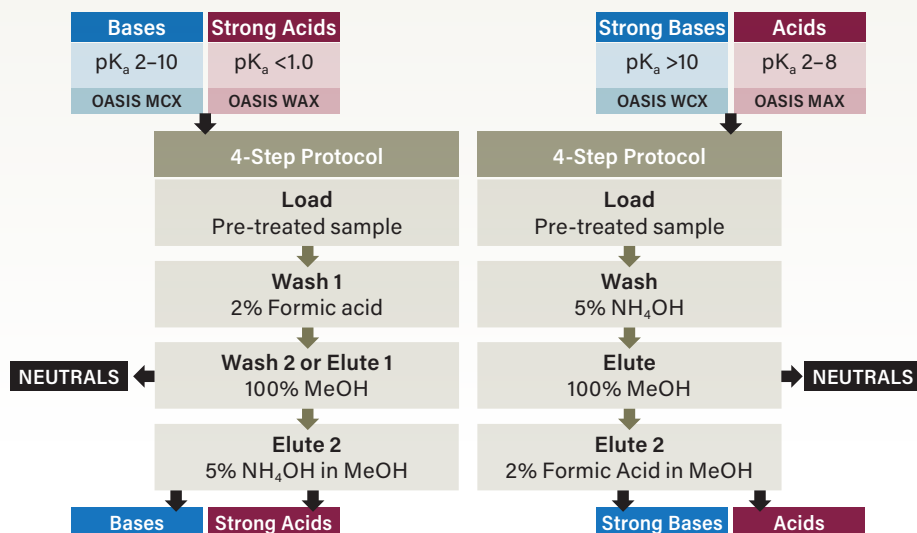 Bases
Strong Acids
pKₐ 2–10
pKₐ <1.0
OASIS MCX
OASIS WAX
4-Step Protocol
Load
Pre-treated sample
Wash 1
2% Formic acid
Wash 2 or Elute 1
100% MeOH
NEUTRALS
Elute 2
5% NH₄OH in MeOH
Bases
Strong Acids
Strong Bases
Acids
pKₐ >10
pKₐ 2–8
OASIS WCX
OASIS MAX
4-Step Protocol
Load
Pre-treated sample
Wash
5% NH₄OH
Elute
100% MeOH
NEUTRALS
Elute 2
2% Formic Acid in MeOH
Strong Bases
Acids